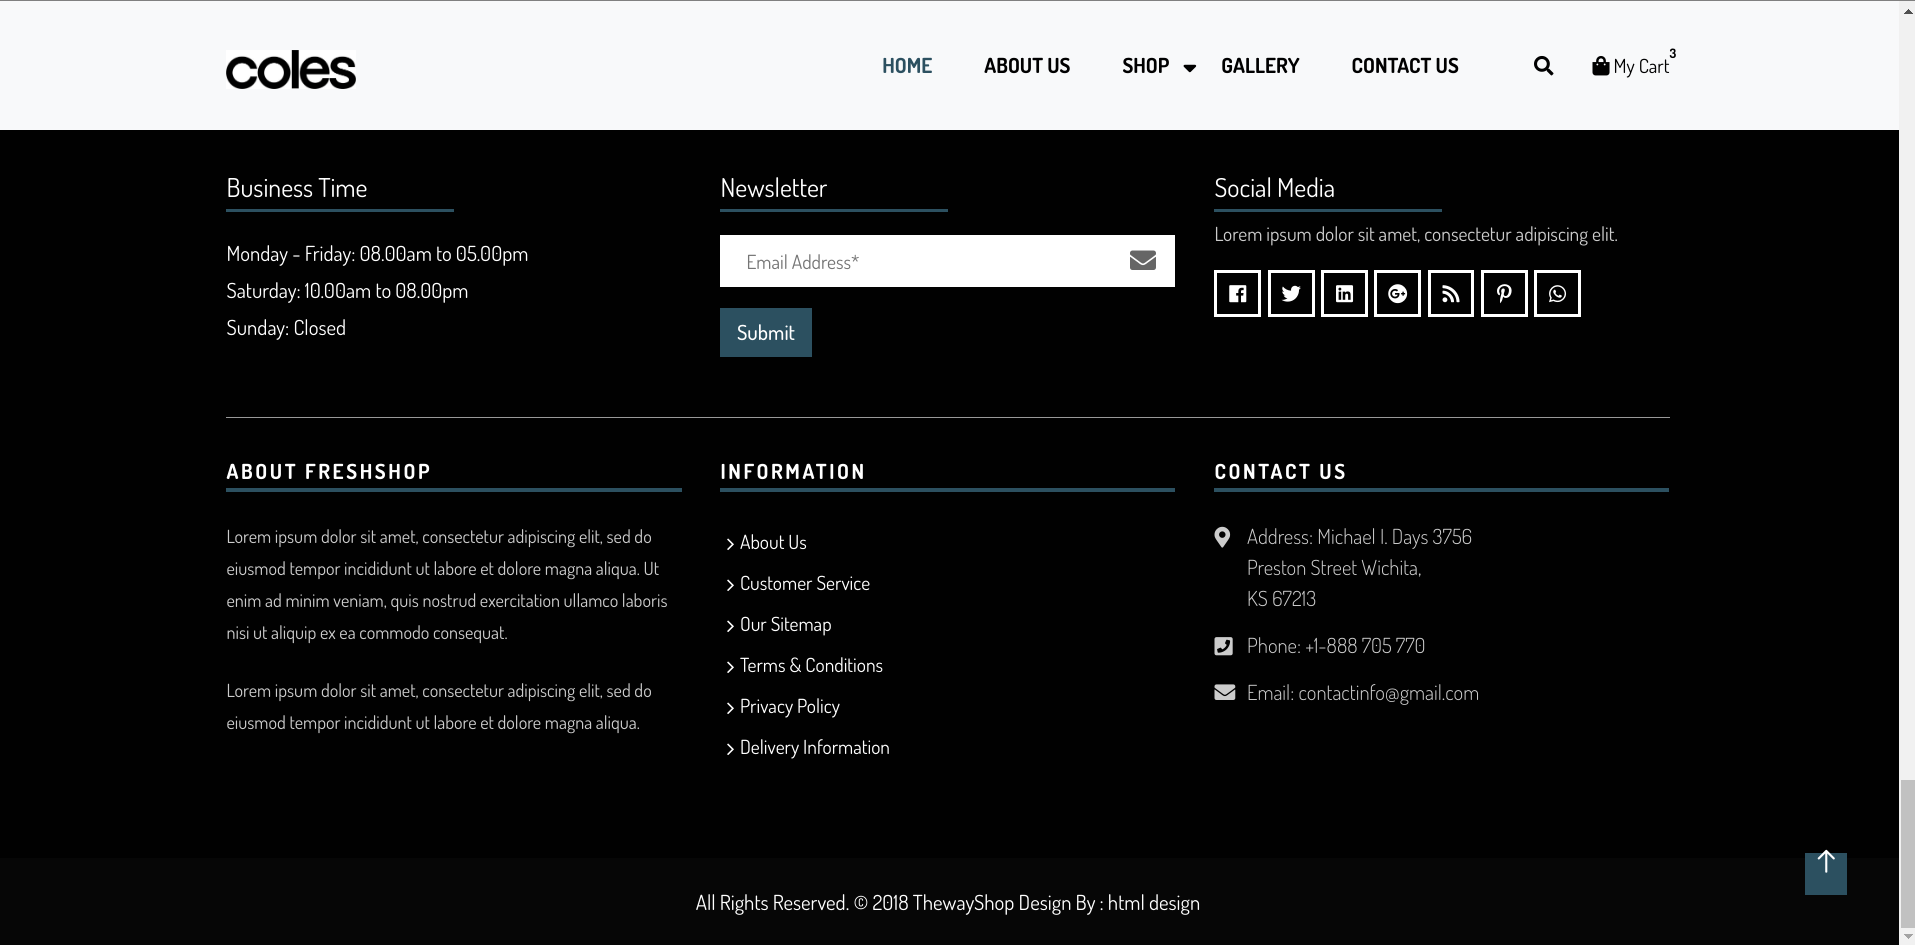 coles
HOME ABOUT US SHOP GALLERY CONTACT US My Cart 3
Business Time
Monday - Friday: 08.00am to 05.00pm
Saturday: 10.00am to 08.00pm
Sunday: Closed
Newsletter
Email Address*
Submit
Social Media
Lorem ipsum dolor sit amet, consectetur adipiscing elit.
ABOUT FRESHSHOP
Lorem ipsum dolor sit amet, consectetur adipiscing elit, sed do
eiusmod tempor incididunt ut labore et dolore magna aliqua. Ut
enim ad minim veniam, quis nostrud exercitation ullamco laboris
nisi ut aliquip ex ea commodo consequat.
Lorem ipsum dolor sit amet, consectetur adipiscing elit, sed do
eiusmod tempor incididunt ut labore et dolore magna aliqua.
INFORMATION
About Us
Customer Service
Our Sitemap
Terms & Conditions
Privacy Policy
Delivery Information
CONTACT US
Address: Michael I. Days 3756
Preston Street Wichita,
KS 67213
Phone: +1-888 705 770
Email: contactinfo@gmail.com
All Rights Reserved. © 2018 ThewayShop Design By : html design